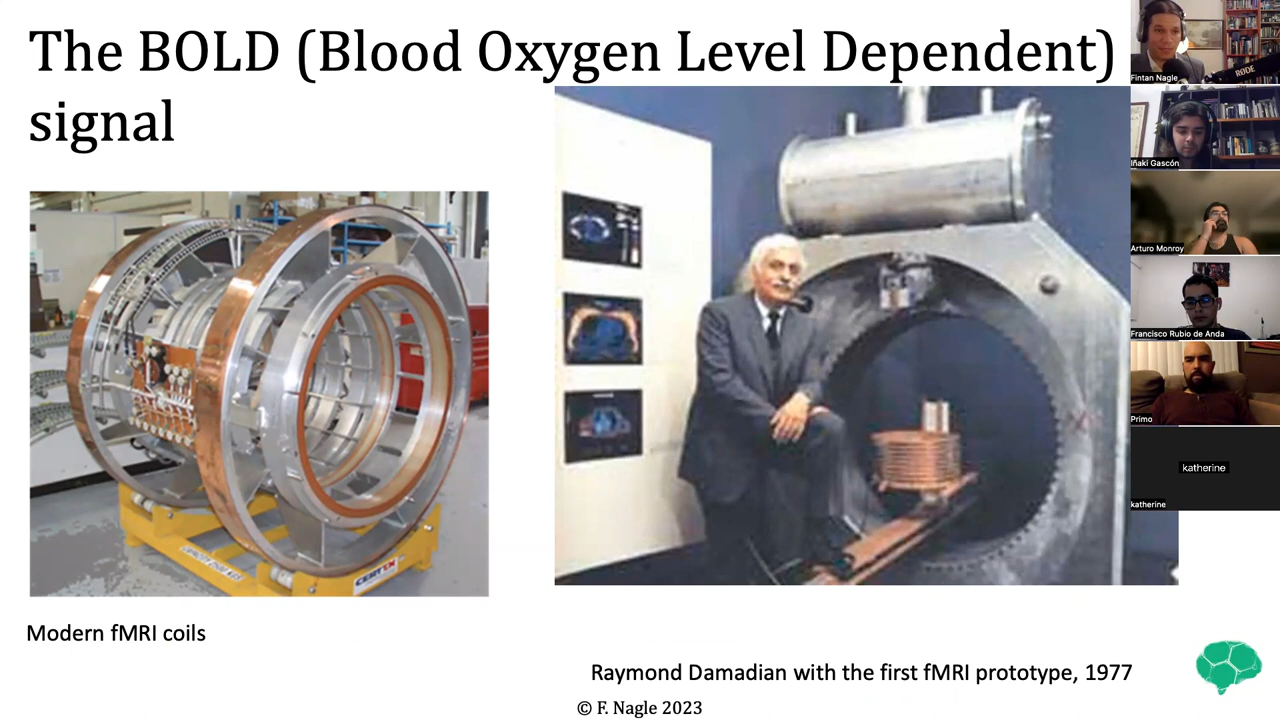 The BOLD (Blood Oxygen Level Dependent)
signal
Modern fMRI coils
Raymond Damadian with the first fMRI prototype, 1977
© F. Nagle 2023
Fintan Nagle
RØDE
Iñaki Gascón
Arturo Monroy
Francisco Rubio de Anda
Primo
katherine
katherine